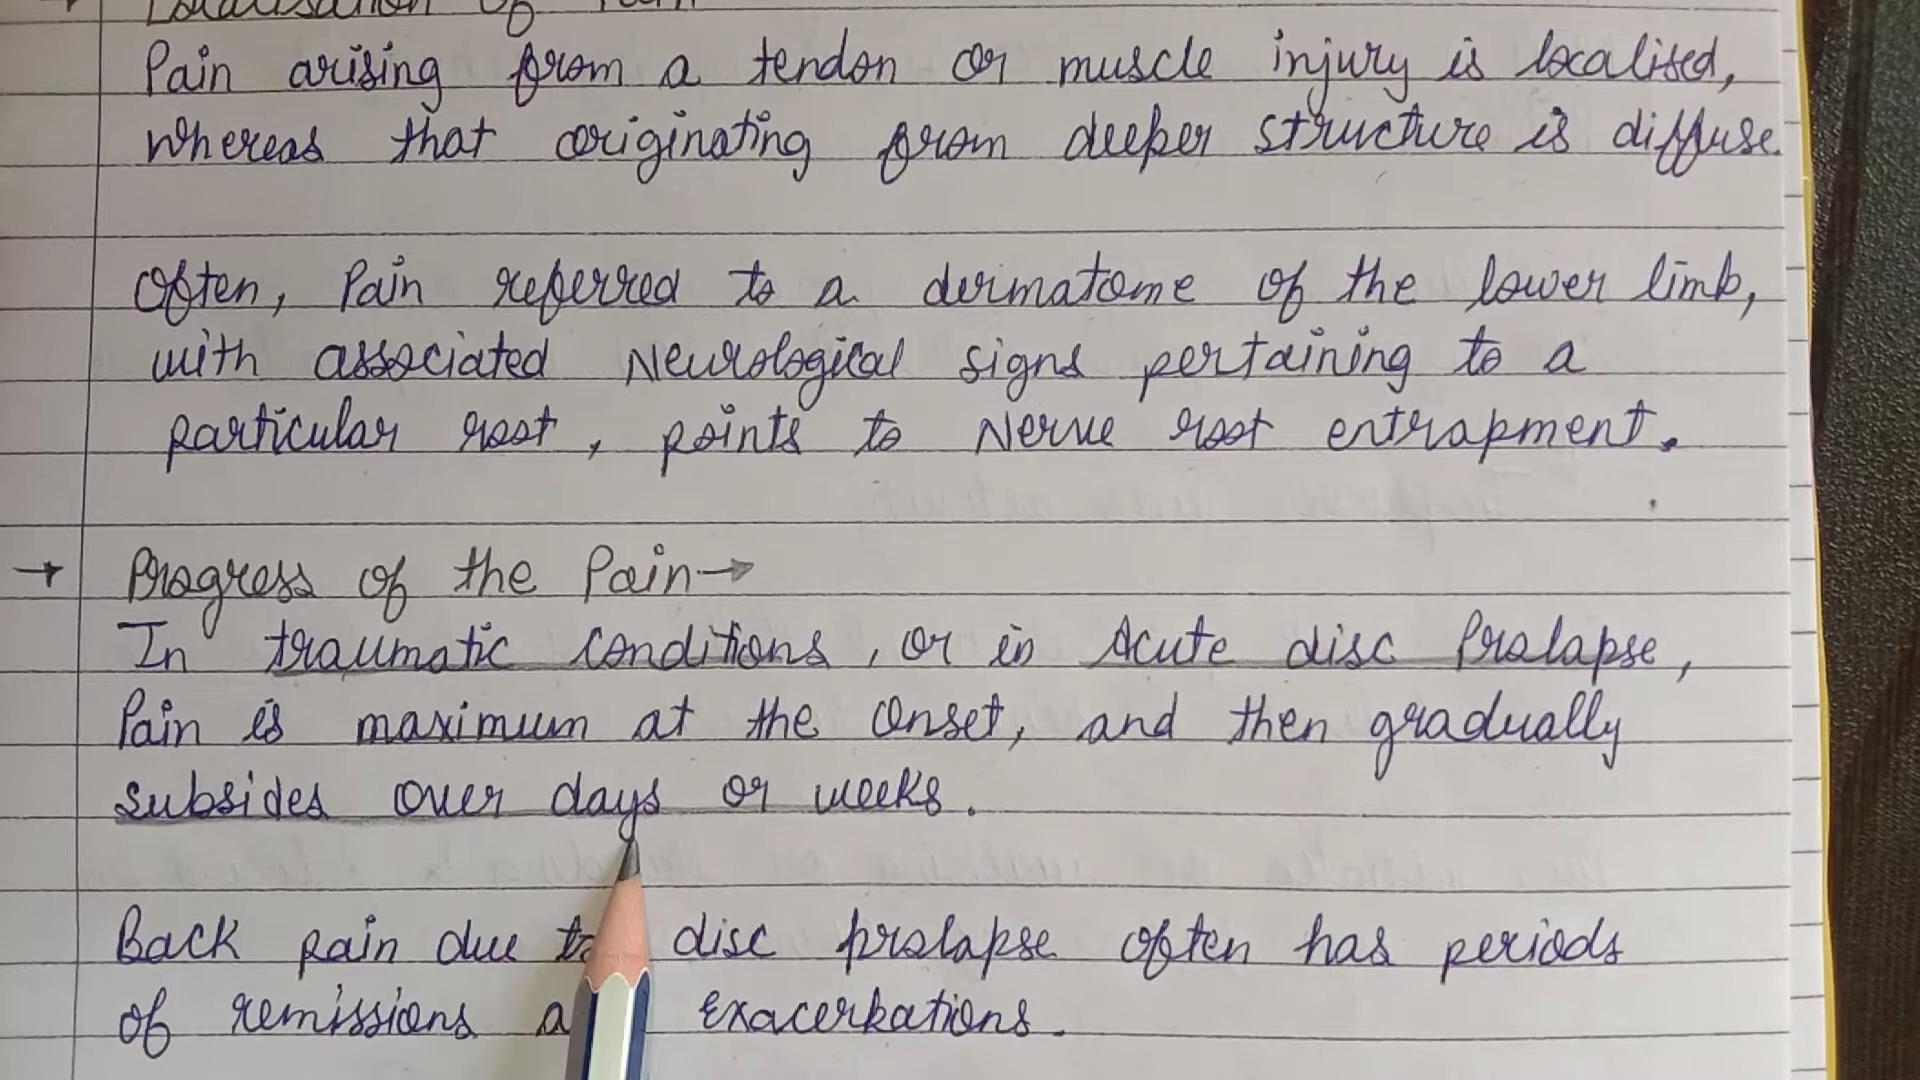 Localisation of Pain
Pain arising from a tendon or muscle injury is localised,
whereas that originating from deeper structure is diffuse.
Often, Pain referred to a dermatome of the lower limb,
with associated Neurological signs pertaining to a
particular root, points to Nerve root entrapment.
→ Progress of the Pain→
In traumatic conditions, or in Acute disc Prolapse,
Pain is maximum at the onset, and then gradually
subsides over days or weeks.
Back pain due to disc prolapse often has periods
of remissions a exacerbations.